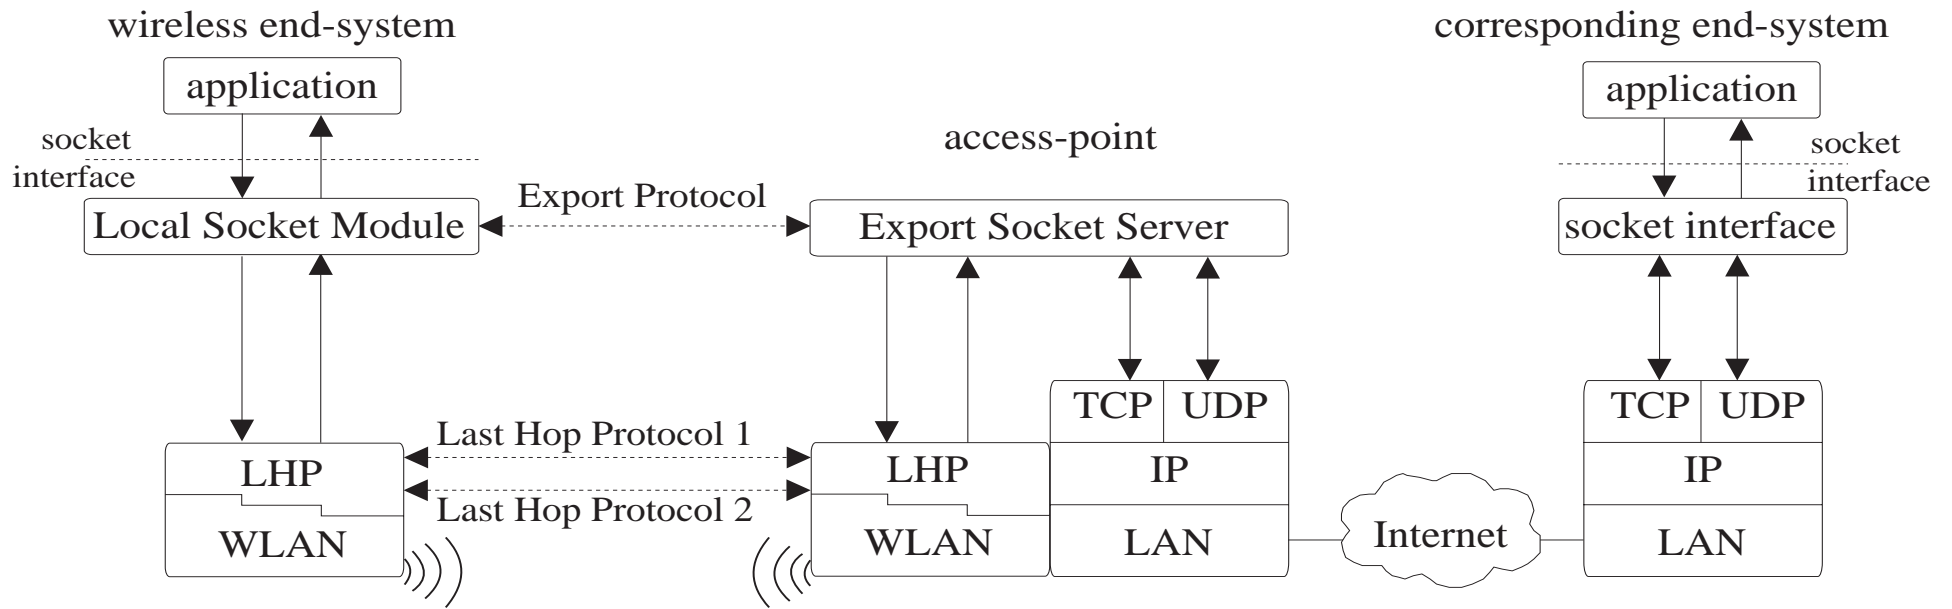 wireless end-system
corresponding end-system
application
application
access-point
socket
interface
socket
interface
Export Protocol
Local Socket Module
Export Socket Server
socket interface
TCP
UDP
TCP
UDP
Last Hop Protocol 1
LHP
LHP
IP
IP
Last Hop Protocol 2
WLAN
WLAN
LAN
Internet
LAN